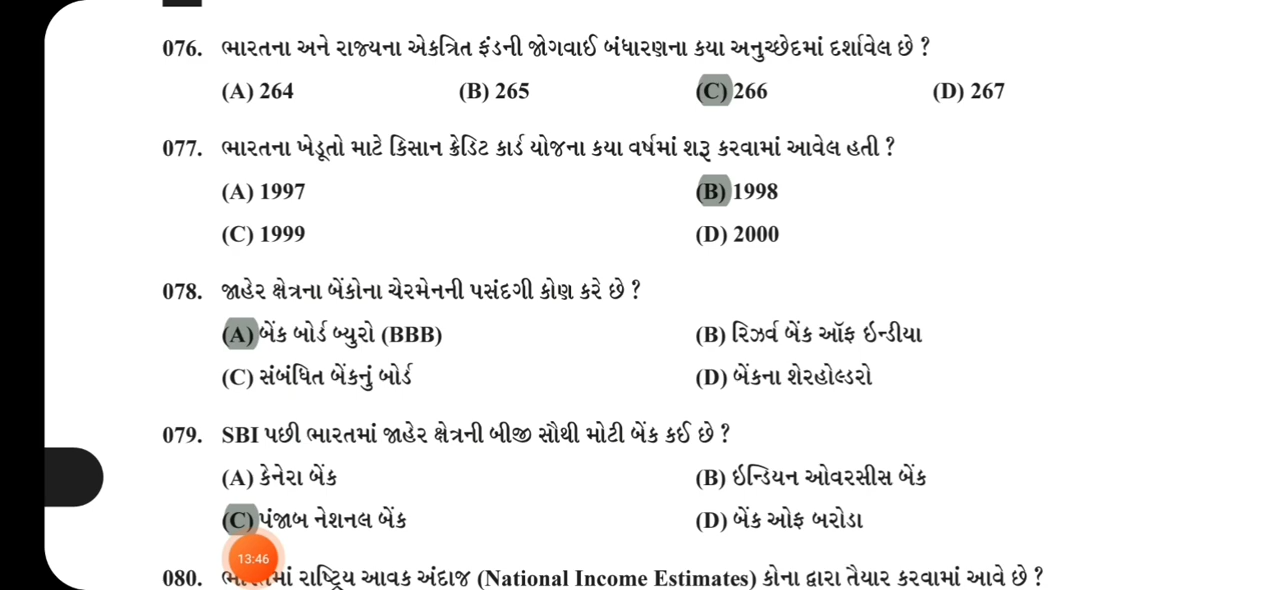 076. ભારતના અને રાજ્યના એકત્રિત ફંડની જોગવાઈ બંધારણના કયા અનુચ્છેદમાં દર્શાવેલ છે ?
(A) 264 (B) 265 (C) 266 (D) 267
077. ભારતના ખેડૂતો માટે કિસાન ક્રેડિટ કાર્ડ યોજના કયા વર્ષમાં શરૂ કરવામાં આવેલ હતી ?
(A) 1997 (B) 1998
(C) 1999 (D) 2000
078. જાહેર ક્ષેત્રના બેંકોના ચેરમેનની પસંદગી કોણ કરે છે ?
(A) બેંક બોર્ડ બ્યુરો (BBB) (B) રિઝર્વ બેંક ઑફ ઇન્ડીયા
(C) સંબંધિત બેંકનું બોર્ડ (D) બેંકના શેરહોલ્ડરો
079. SBI પછી ભારતમાં જાહેર ક્ષેત્રની બીજી સૌથી મોટી બેંક કઈ છે ?
(A) કેનેરા બેંક (B) ઇન્ડિયન ઓવરસીસ બેંક
(C) પંજાબ નેશનલ બેંક (D) બેંક ઓફ બરોડા
13:46
080. રાષ્ટ્રિય આવક અંદાજ (National Income Estimates) કોના દ્વારા તૈયાર કરવામાં આવે છે ?